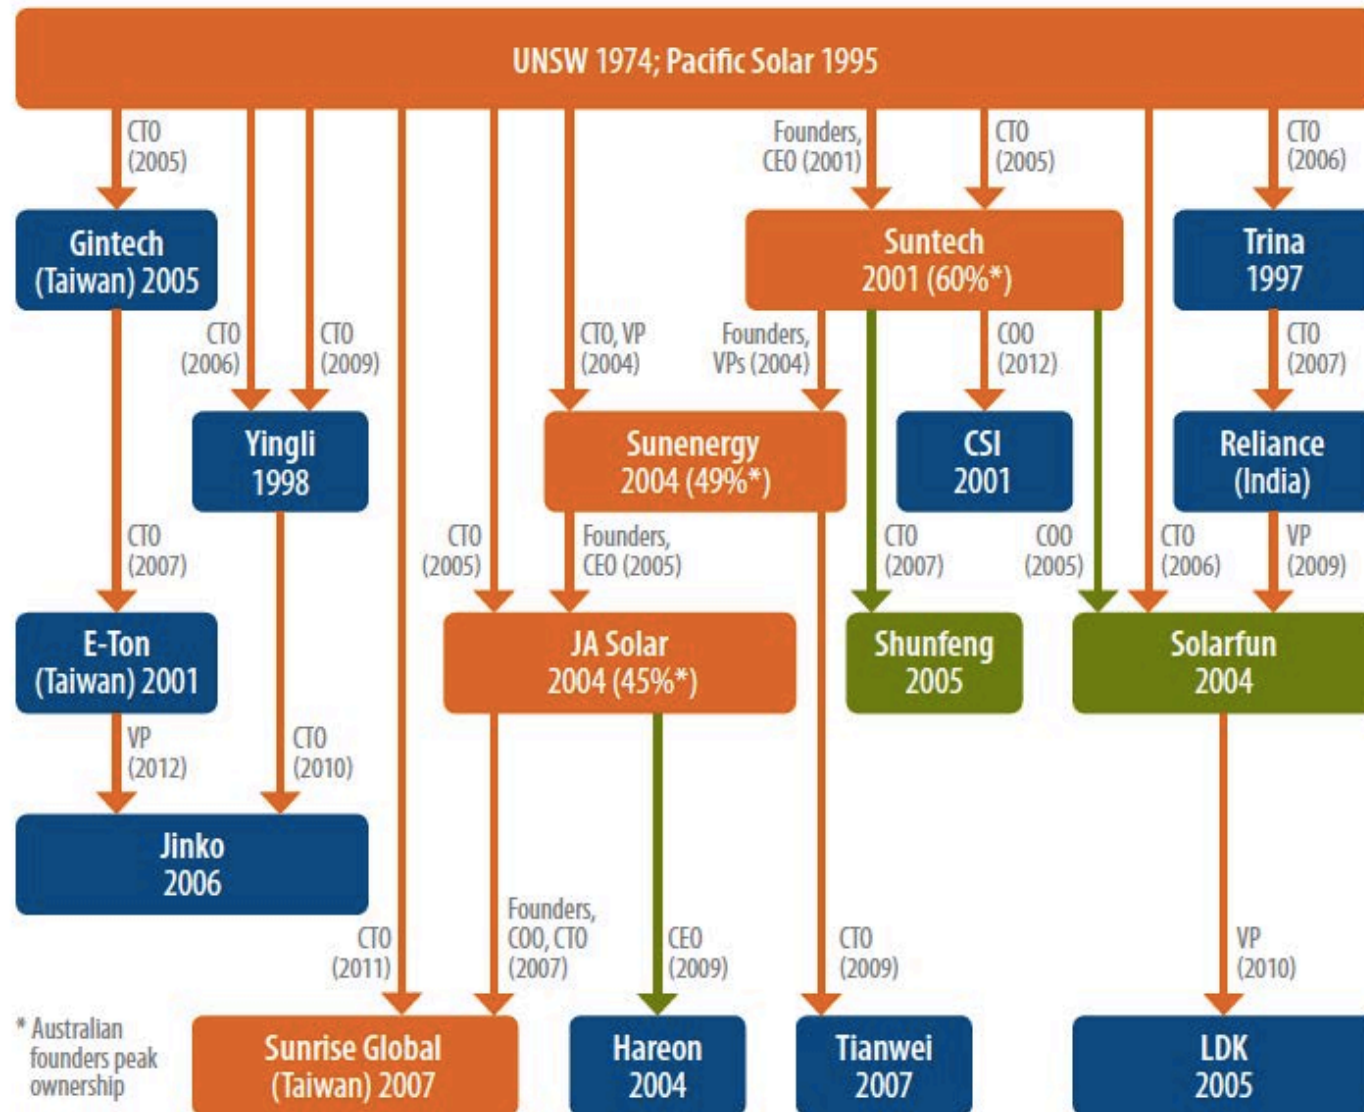 UNSW 1974; Pacific Solar 1995
CTO
(2005)
Founders,
CEO (2001)
CTO
(2005)
CTO
(2006)
Gintech
(Taiwan) 2005
Suntech
2001 (60%*)
Trina
1997
CTO
(2006)
CTO
(2009)
CTO, VP
(2004)
Founders,
VPs (2004)
COO
(2012)
CTO
(2007)
Yingli
1998
Sunenergy
2004 (49%*)
CSI
2001
Reliance
(India)
CTO
(2007)
CTO
(2005)
Founders,
CEO (2005)
CTO
(2007)
COO
(2005)
CTO
(2006)
VP
(2009)
E-Ton
(Taiwan) 2001
JA Solar
2004 (45%*)
Shunfeng
2005
Solarfun
2004
VP
(2012)
CTO
(2010)
Jinko
2006
CTO
(2011)
Founders,
COO, CTO
(2007)
CEO
(2009)
CTO
(2009)
VP
(2010)
* Australian
founders peak
ownership
Sunrise Global
(Taiwan) 2007
Hareon
2004
Tianwei
2007
LDK
2005